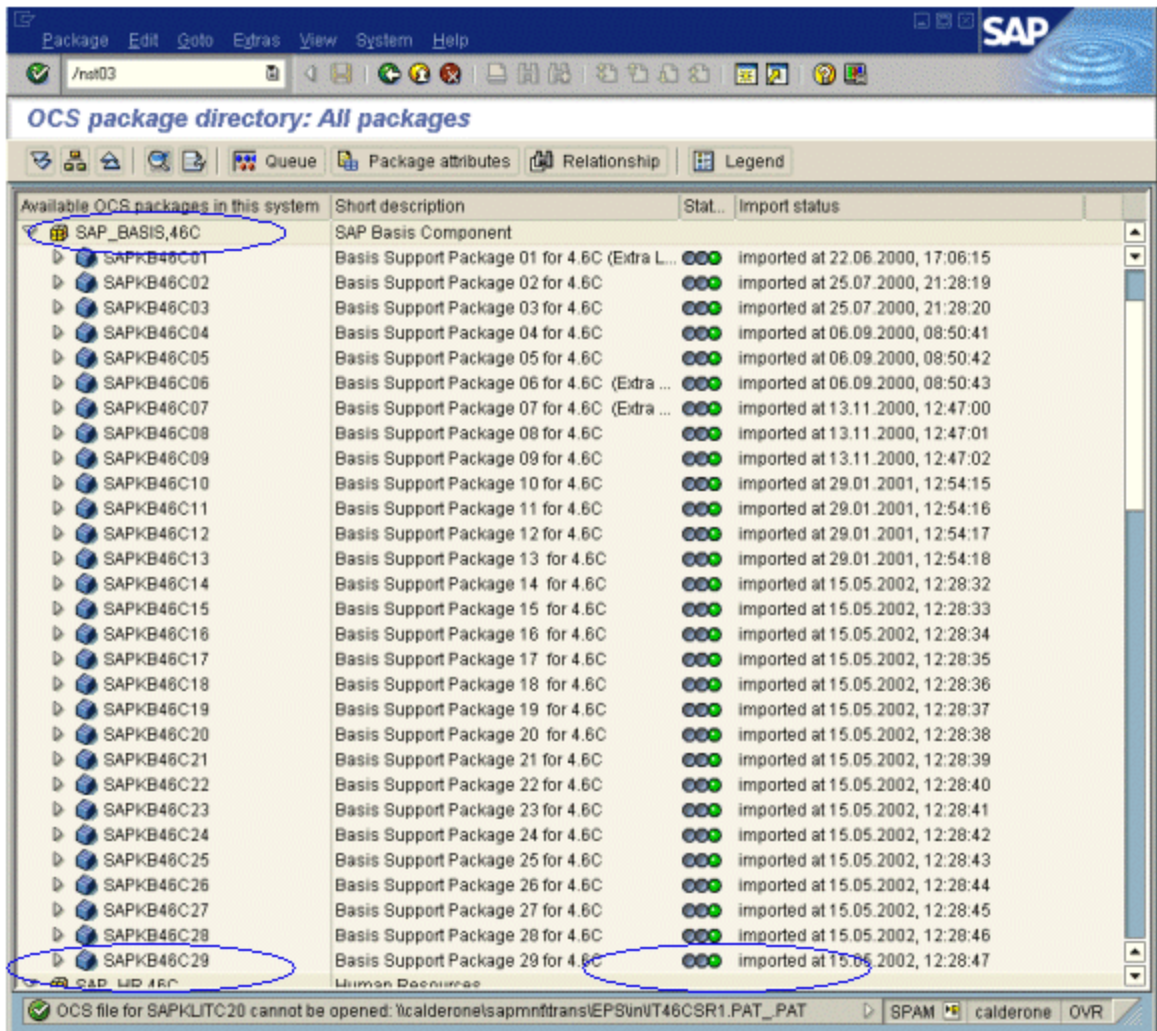 Package Edit Goto Extras View System Help
SAP
/nst03
OCS package directory: All packages
Queue Package attributes Relationship Legend
Available OCS packages in this system Short description Stat... Import status
SAP_BASIS,46C SAP Basis Component
SAPKB46C01 Basis Support Package 01 for 4.6C (Extra L... imported at 22.06.2000, 17:06:15
SAPKB46C02 Basis Support Package 02 for 4.6C imported at 25.07.2000, 21:28:19
SAPKB46C03 Basis Support Package 03 for 4.6C imported at 25.07.2000, 21:28:20
SAPKB46C04 Basis Support Package 04 for 4.6C imported at 06.09.2000, 08:50:41
SAPKB46C05 Basis Support Package 05 for 4.6C imported at 06.09.2000, 08:50:42
SAPKB46C06 Basis Support Package 06 for 4.6C (Extra ... imported at 06.09.2000, 08:50:43
SAPKB46C07 Basis Support Package 07 for 4.6C (Extra ... imported at 13.11.2000, 12:47:00
SAPKB46C08 Basis Support Package 08 for 4.6C imported at 13.11.2000, 12:47:01
SAPKB46C09 Basis Support Package 09 for 4.6C imported at 13.11.2000, 12:47:02
SAPKB46C10 Basis Support Package 10 for 4.6C imported at 29.01.2001, 12:54:15
SAPKB46C11 Basis Support Package 11 for 4.6C imported at 29.01.2001, 12:54:16
SAPKB46C12 Basis Support Package 12 for 4.6C imported at 29.01.2001, 12:54:17
SAPKB46C13 Basis Support Package 13 for 4.6C imported at 29.01.2001, 12:54:18
SAPKB46C14 Basis Support Package 14 for 4.6C imported at 15.05.2002, 12:28:32
SAPKB46C15 Basis Support Package 15 for 4.6C imported at 15.05.2002, 12:28:33
SAPKB46C16 Basis Support Package 16 for 4.6C imported at 15.05.2002, 12:28:34
SAPKB46C17 Basis Support Package 17 for 4.6C imported at 15.05.2002, 12:28:35
SAPKB46C18 Basis Support Package 18 for 4.6C imported at 15.05.2002, 12:28:36
SAPKB46C19 Basis Support Package 19 for 4.6C imported at 15.05.2002, 12:28:37
SAPKB46C20 Basis Support Package 20 for 4.6C imported at 15.05.2002, 12:28:38
SAPKB46C21 Basis Support Package 21 for 4.6C imported at 15.05.2002, 12:28:39
SAPKB46C22 Basis Support Package 22 for 4.6C imported at 15.05.2002, 12:28:40
SAPKB46C23 Basis Support Package 23 for 4.6C imported at 15.05.2002, 12:28:41
SAPKB46C24 Basis Support Package 24 for 4.6C imported at 15.05.2002, 12:28:42
SAPKB46C25 Basis Support Package 25 for 4.6C imported at 15.05.2002, 12:28:43
SAPKB46C26 Basis Support Package 26 for 4.6C imported at 15.05.2002, 12:28:44
SAPKB46C27 Basis Support Package 27 for 4.6C imported at 15.05.2002, 12:28:45
SAPKB46C28 Basis Support Package 28 for 4.6C imported at 15.05.2002, 12:28:46
SAPKB46C29 Basis Support Package 29 for 4.6C imported at 15.05.2002, 12:28:47
SAP_HR,46C Human Resources
OCS file for SAPKLITC20 cannot be opened: \\calderone\sapmnt\trans\EPS\in\IT46CSR1.PAT_.PAT SPAM calderone OVR